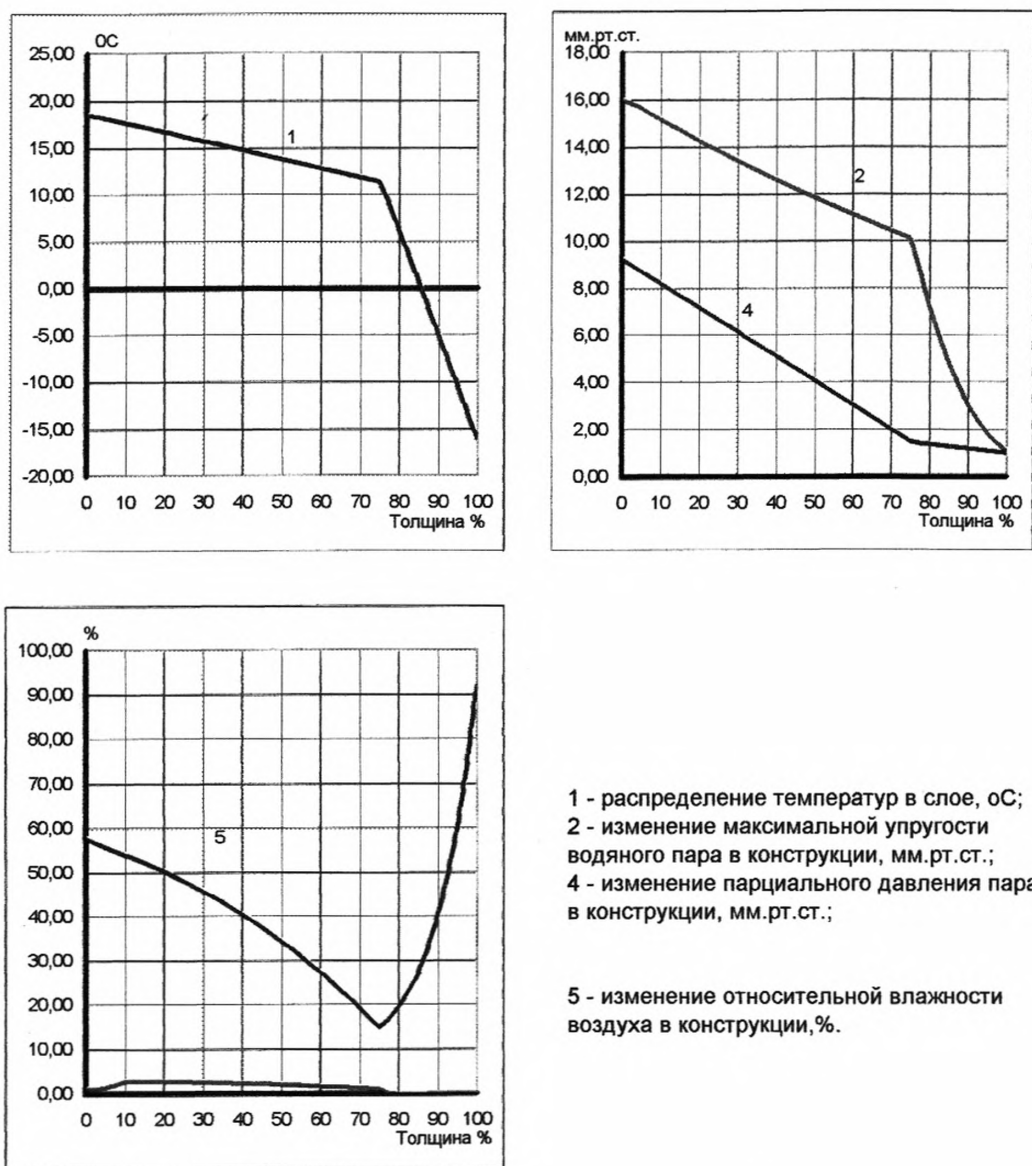 ОС
25,00
20,00
15,00
10,00
5,00
0,00
-5,00
-10,00
-15,00
-20,00
1
0 10 20 30 40 50 60 70 80 90 100
Толщина %
мм.рт.ст.
18,00
16,00
14,00
12,00
10,00
8,00
6,00
4,00
2,00
0,00
2
4
0 10 20 30 40 50 60 70 80 90 100
Толщина %
%
100,00
90,00
80,00
70,00
60,00
50,00
40,00
30,00
20,00
10,00
0,00
5
0 10 20 30 40 50 60 70 80 90 100
Толщина %
1 - распределение температур в слое, оС;
2 - изменение максимальной упругости
водяного пара в конструкции, мм.рт.ст.;
4 - изменение парциального давления пара
в конструкции, мм.рт.ст.;
5 - изменение относительной влажности
воздуха в конструкции,%.